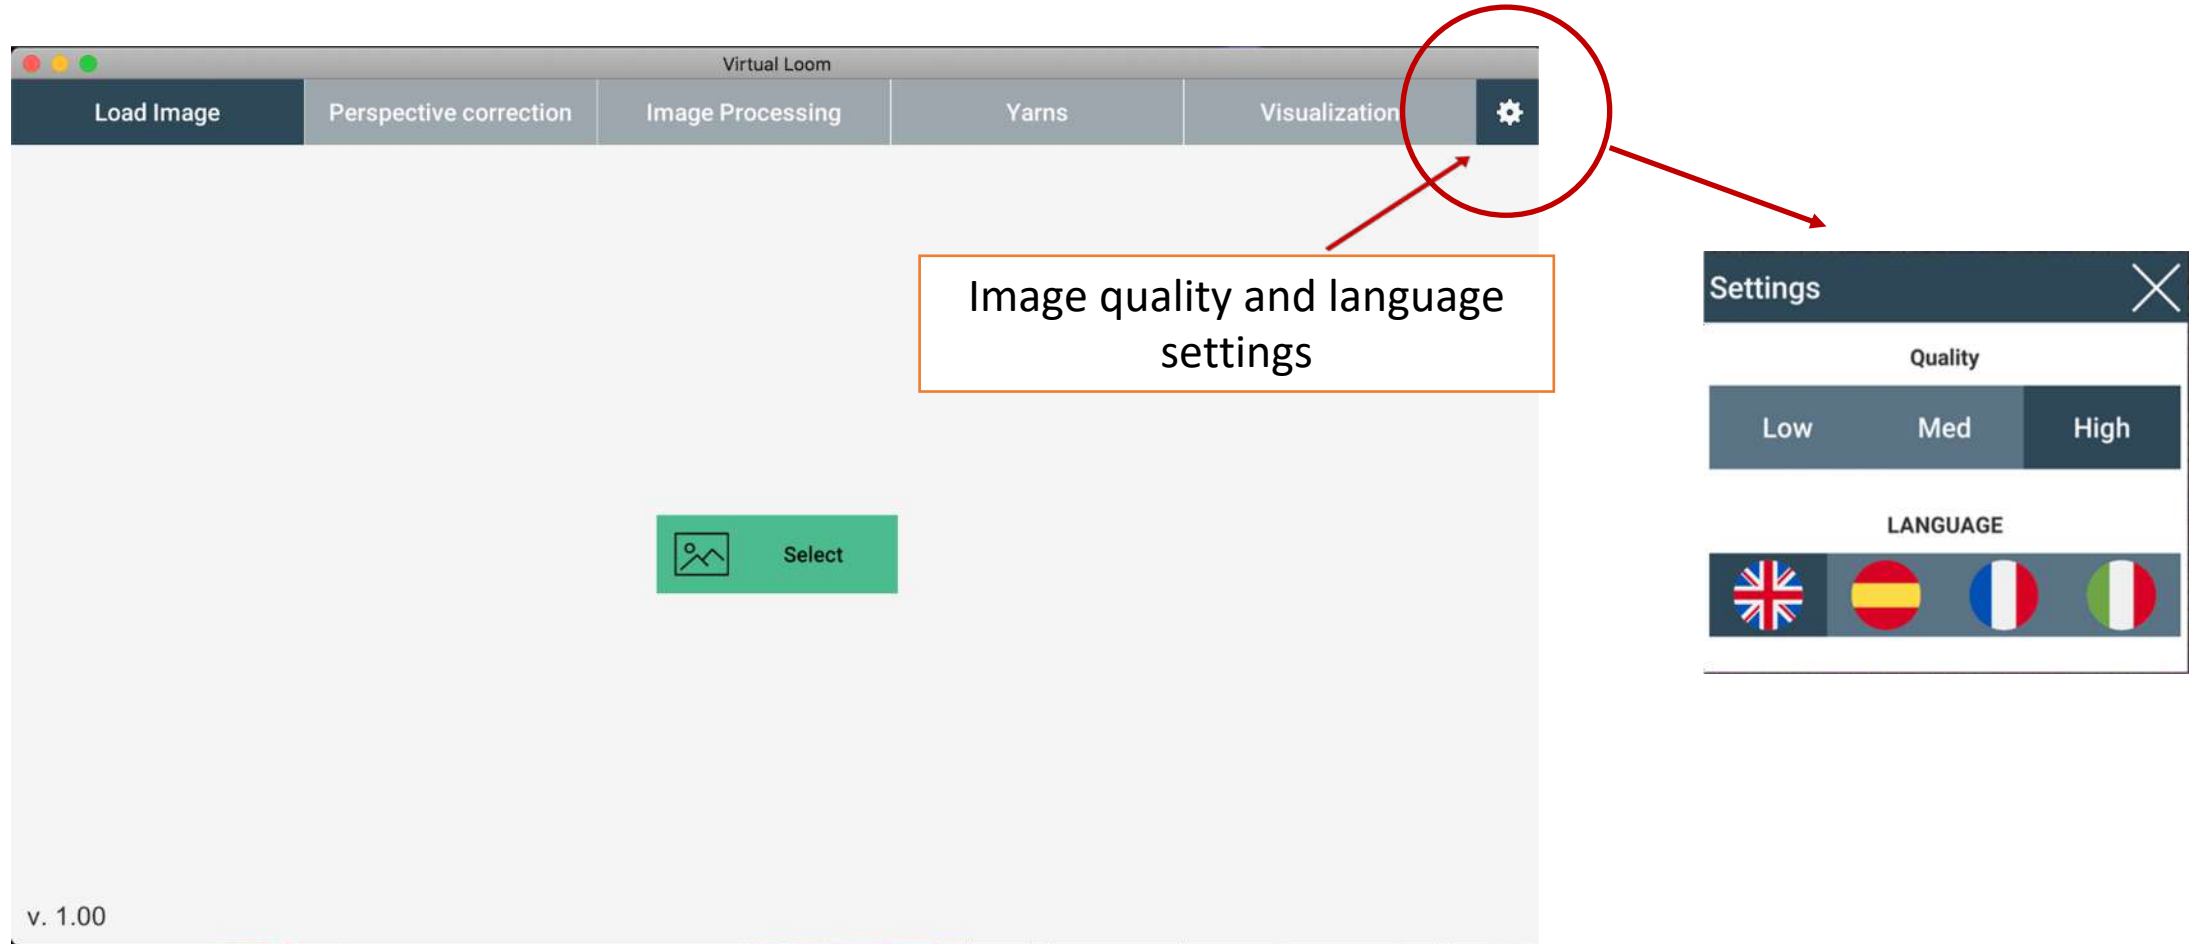 Virtual Loom
Load Image
Perspective correction
Image Processing
Yarns
Visualization
Image quality and language
settings
Select
v. 1.00
Settings
Quality
Low
Med
High
LANGUAGE